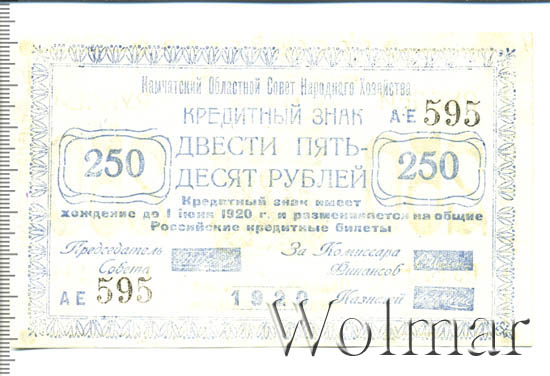 Камчатский Областной Совет Народного Хозяйства
КРЕДИТНЫЙ ЗНАК
А-Е 595
250
ДВЕСТИ ПЯТЬ-
ДЕСЯТ РУБЛЕЙ
250
Кредитный знак имеет
хождение до 1 июня 1920 г. и разменивается на общие
Российские кредитные билеты
Председатель
Совета
За Комиссара
Финансов
АЕ 595
1920
Казначей
Wolmar